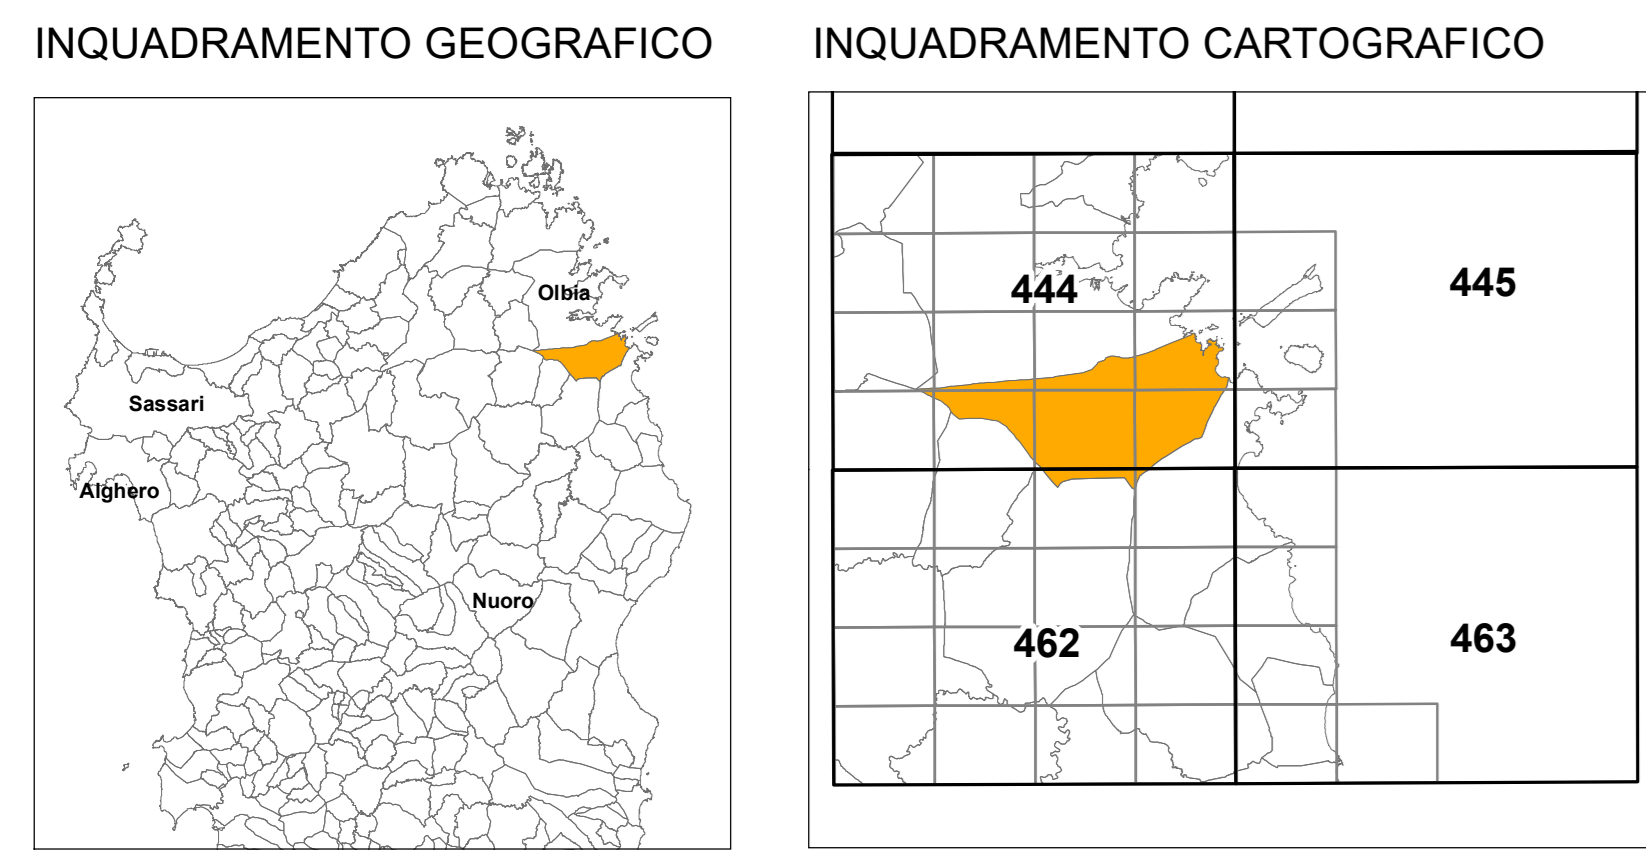 INQUADRAMENTO GEOGRAFICO
INQUADRAMENTO CARTOGRAFICO
Olbia
Sassari
Alghero
Nuoro
444
445
462
463